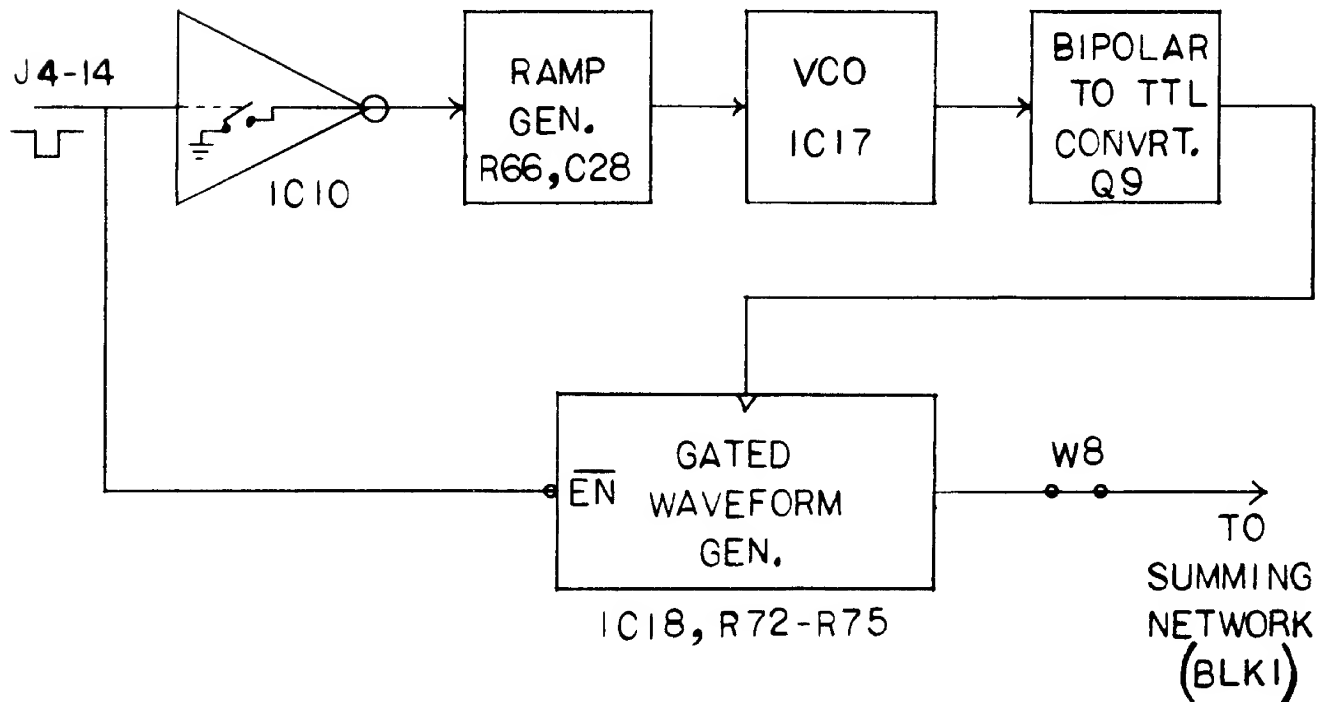 J4-14
IC10
RAMP
GEN.
R66,C28
VCO
IC17
BIPOLAR
TO TTL
CONVRT.
Q9
EN
GATED
WAVEFORM
GEN.
IC18, R72-R75
W8
TO
SUMMING
NETWORK
(BLK1)